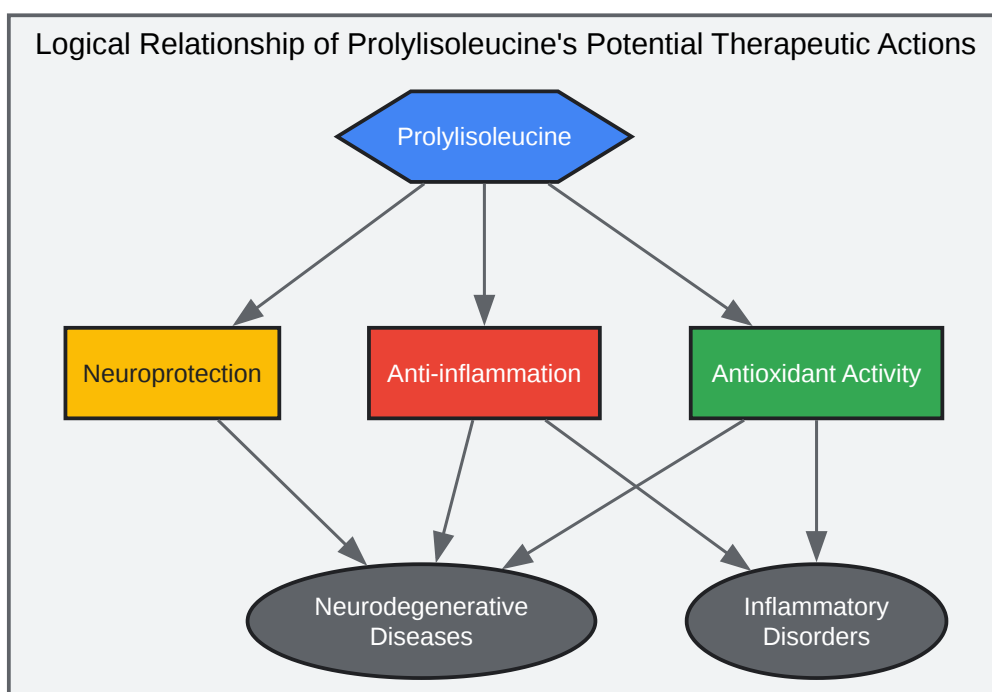 Logical Relationship of Prolylisoleucine's Potential Therapeutic Actions
Prolylisoleucine
Neuroprotection
Anti-inflammation
Antioxidant Activity
Neurodegenerative
Diseases
Inflammatory
Disorders